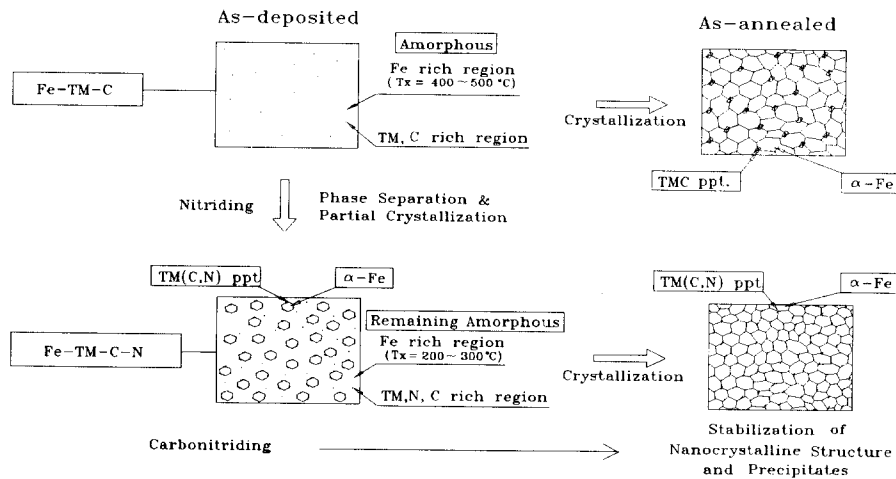 As-deposited
As-annealed
Amorphous
Fe rich region
( Tx = 400 ~ 500 °C)
Fe-TM-C
TM, C rich region
Crystallization
TMC ppt.
α-Fe
Nitriding
Phase Separation &
Partial Crystallization
TM(C,N) ppt
α-Fe
TM(C,N) ppt
α-Fe
Remaining Amorphous
Fe rich region
(Tx = 200 ~ 300°C)
Fe-TM-C-N
TM,N, C rich region
Crystallization
Carbonitriding
Stabilization of
Nanocrystalline Structure
and Precipitates